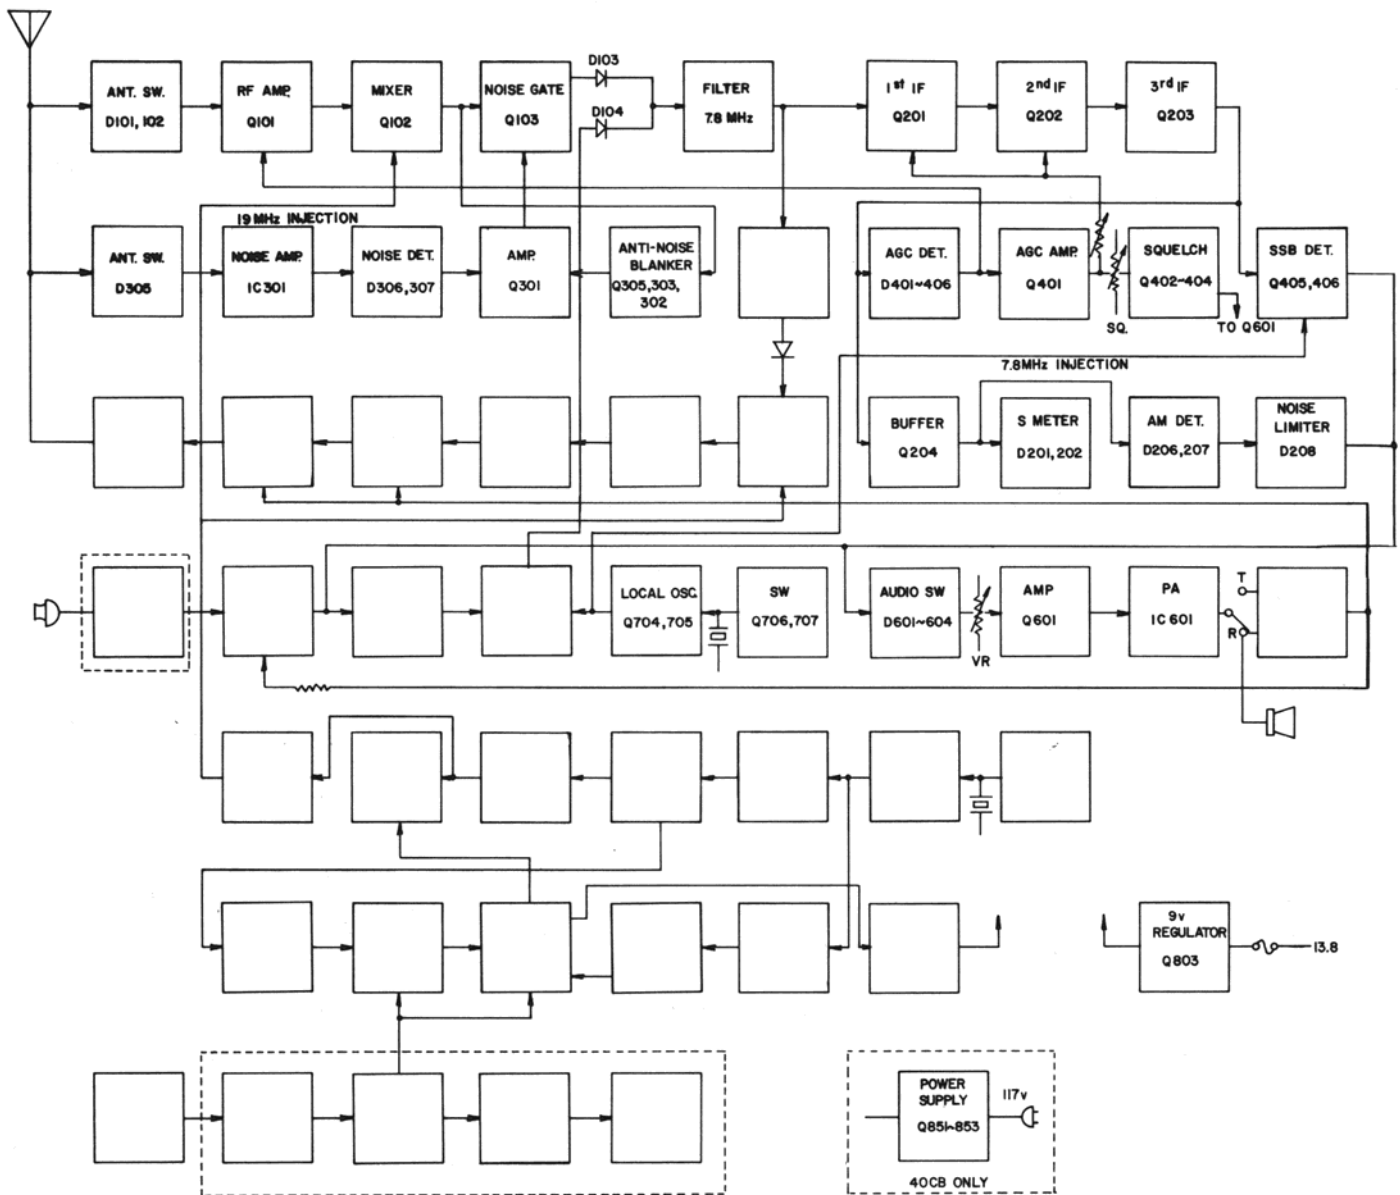 D103
D104
ANT. SW.
D101, 102
RF AMP.
Q101
MIXER
Q102
NOISE GATE
Q103
FILTER
7.8 MHz
1st IF
Q201
2nd IF
Q202
3rd IF
Q203
19 MHz INJECTION
ANT. SW.
D305
NOISE AMP.
IC301
NOISE DET.
D306, 307
AMP.
Q301
ANTI-NOISE
BLANKER
Q305, 303,
302
AGC DET.
D401~406
AGC AMP.
Q401
SQ.
SQUELCH
Q402-404
TO Q601
SSB DET.
Q405, 406
7.8MHz INJECTION
BUFFER
Q204
S METER
D201, 202
AM DET.
D206, 207
NOISE
LIMITER
D208
LOCAL OSC.
Q704, 705
SW
Q706, 707
AUDIO SW
D601~604
VR
AMP
Q601
PA
IC 601
T
R
9v
REGULATOR
Q803
13.8
POWER
SUPPLY
Q851~853
117v
40CB ONLY